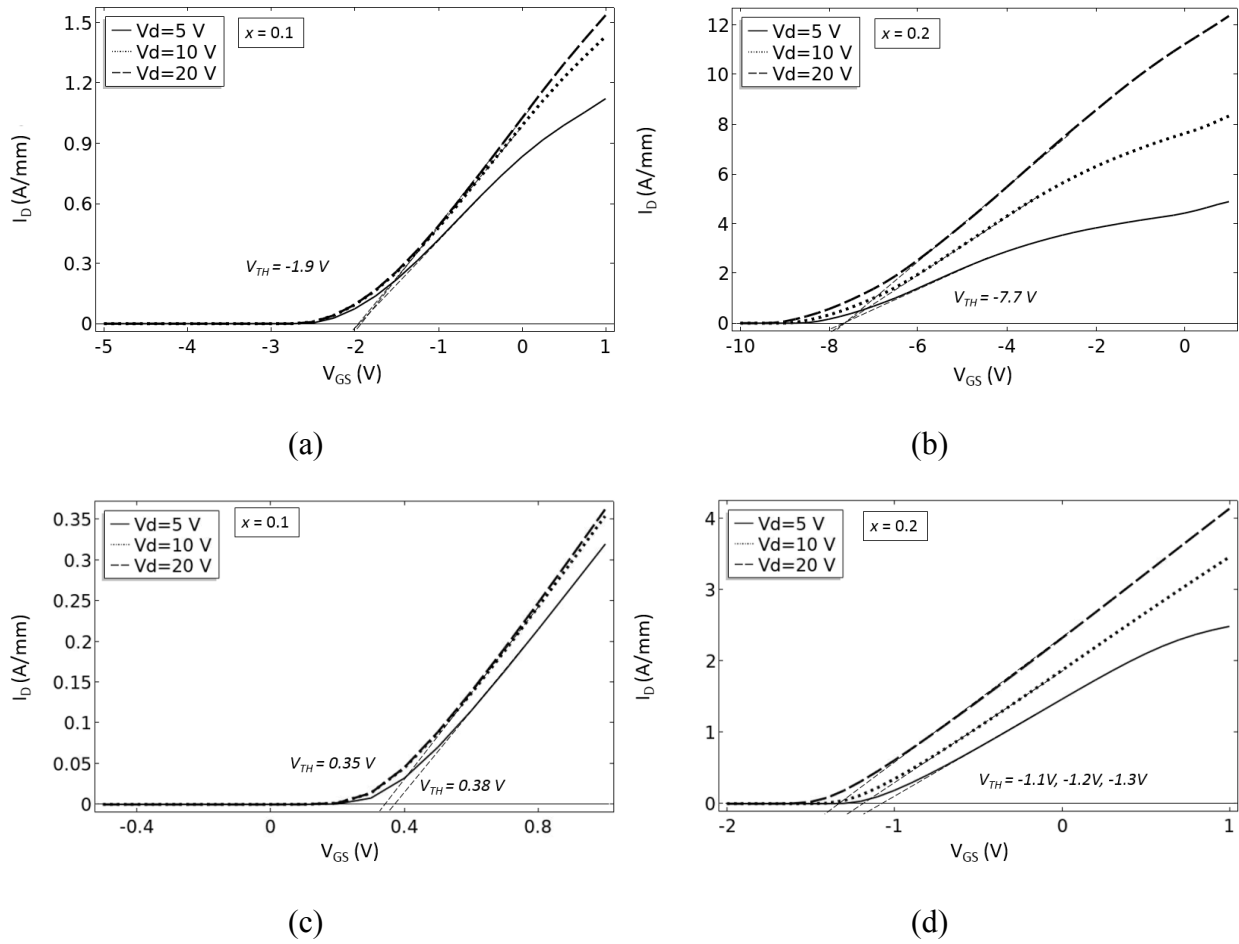 1.5
1.2
0.9
0.6
0.3
0
I_D (A/mm)
Vd=5 V
Vd=10 V
Vd=20 V
x = 0.1
V_TH = -1.9 V
-5 -4 -3 -2 -1 0 1
V_GS (V)
(a)
12
10
8
6
4
2
0
I_D (A/mm)
Vd=5 V
Vd=10 V
Vd=20 V
x = 0.2
V_TH = -7.7 V
-10 -8 -6 -4 -2 0
V_GS (V)
(b)
0.35
0.3
0.25
0.2
0.15
0.1
0.05
0
I_D (A/mm)
Vd=5 V
Vd=10 V
Vd=20 V
x = 0.1
V_TH = 0.35 V
V_TH = 0.38 V
-0.4 0 0.4 0.8
V_GS (V)
(c)
4
3
2
1
0
I_D (A/mm)
Vd=5 V
Vd=10 V
Vd=20 V
x = 0.2
V_TH = -1.1V, -1.2V, -1.3V
-2 -1 0 1
V_GS (V)
(d)